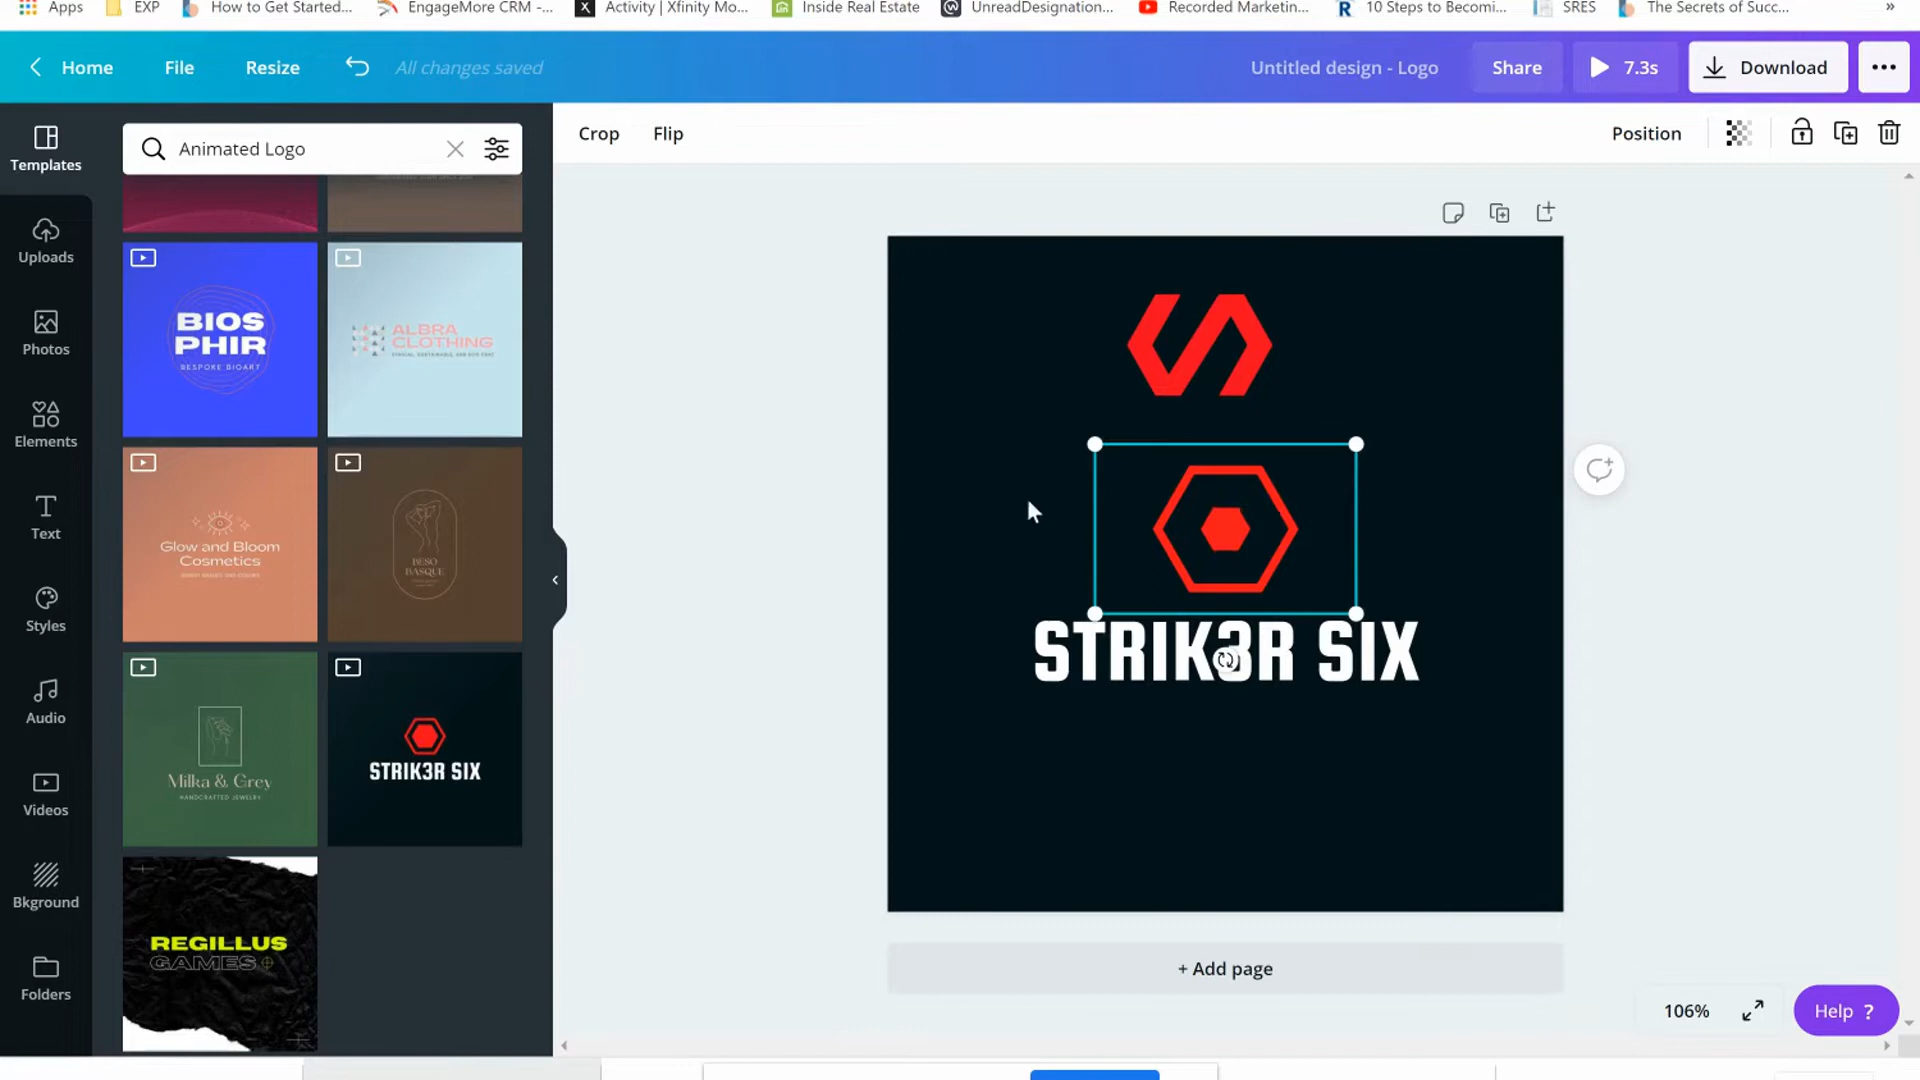 Apps EXP How to Get Started... EngageMore CRM -... Activity | Xfinity Mo... Inside Real Estate UnreadDesignation... Recorded Marketin... 10 Steps to Becomi... SRES The Secrets of Succ... »
Home File Resize All changes saved Untitled design - Logo Share 7.3s Download
Templates
Uploads
Photos
Elements
Text
Styles
Audio
Videos
Bkground
Folders
Animated Logo
BIOS
PHIR
BESPOKE BIOART
ALBRA
CLOTHING
Glow and Bloom
Cosmetics
BESO
BASQUE
Milka & Grey
HANDCRAFTED JEWELRY
STRIK3R SIX
REGILLUS
GAMES
Crop Flip Position
STRIK3R SIX
+ Add page
106%
Help ?